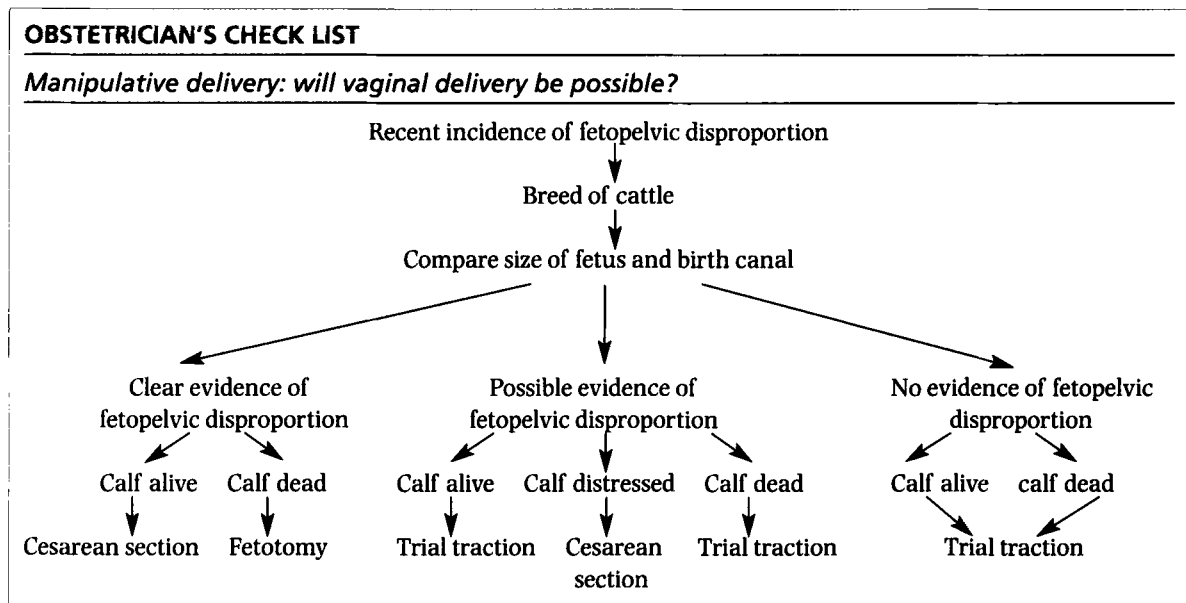 OBSTETRICIAN'S CHECK LIST
Manipulative delivery: will vaginal delivery be possible?
Recent incidence of fetopelvic disproportion
Breed of cattle
Compare size of fetus and birth canal
Clear evidence of
fetopelvic disproportion
Calf alive
Calf dead
Cesarean section
Fetotomy
Possible evidence of
fetopelvic disproportion
Calf alive
Calf distressed
Calf dead
Trial traction
Cesarean
section
Trial traction
No evidence of fetopelvic
disproportion
Calf alive
calf dead
Trial traction